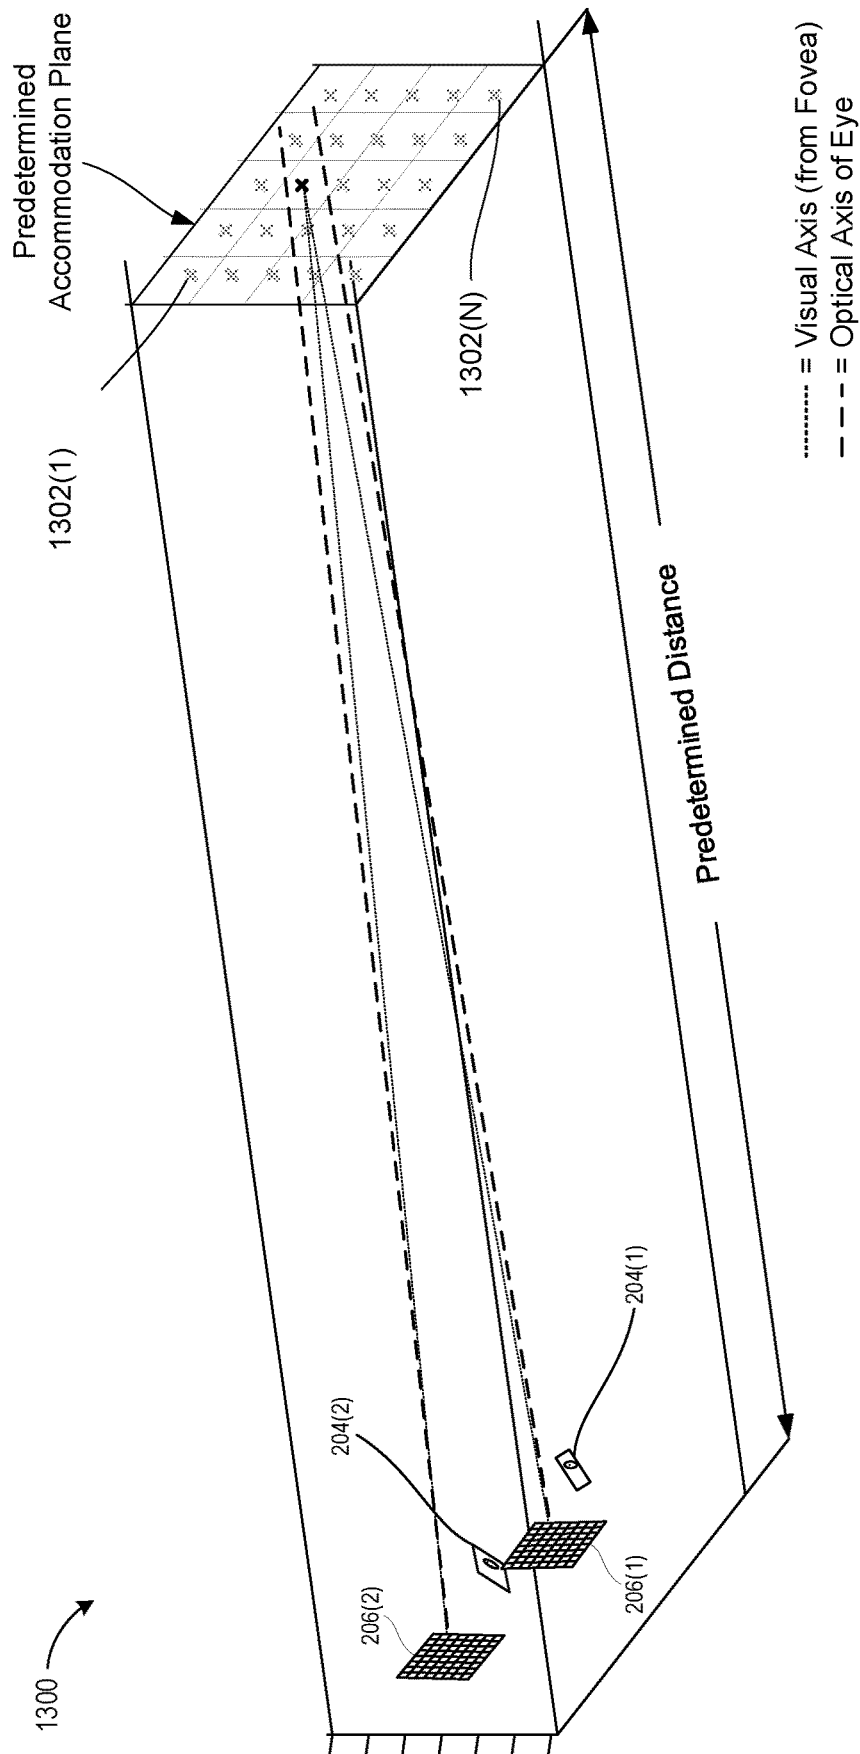 1300
Predetermined
Accommodation Plane
1302(1)
1302(N)
204(2)
204(1)
206(2)
206(1)
Predetermined Distance
= Visual Axis (from Fovea)
= Optical Axis of Eye